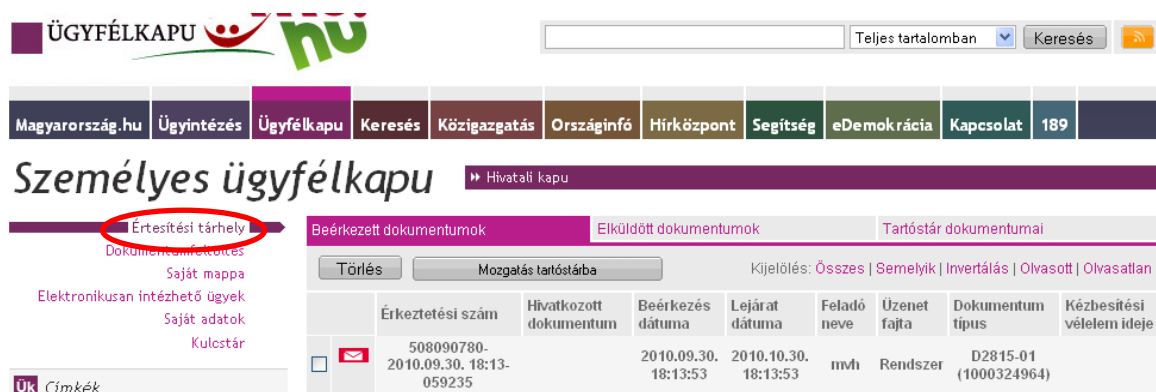 ÜGYFÉLKAPU
hu
Teljes tartalomban
Keresés
Magyarország.hu Ügyintézés Ügyfélkapu Keresés Közigazgatás Országinfó Hírközpont Segítség eDemokrácia Kapcsolat 189
Személyes ügyfélkapu
Hivatali kapu
Értesítési tárhely
Dokumentumfeltöltés
Saját mappa
Elektronikusan intézhető ügyek
Saját adatok
Kulcstár
Ük Címkék
Beérkezett dokumentumok Elküldött dokumentumok Tartóstár dokumentumai
Törlés Mozgatás tartóstárba Kijelölés: Összes | Semelyik | Invertálás | Olvasott | Olvasatlan
Érkeztetési szám Hivatkozott dokumentum Beérkezés dátuma Lejárat dátuma Feladó neve Üzenet fajta Dokumentum típus Kézbesítési vélelem ideje
508090780-
2010.09.30. 18:13-
059235
2010.09.30.
18:13:53
2010.10.30.
18:13:53
mvh
Rendszer
D2815-01
(1000324964)